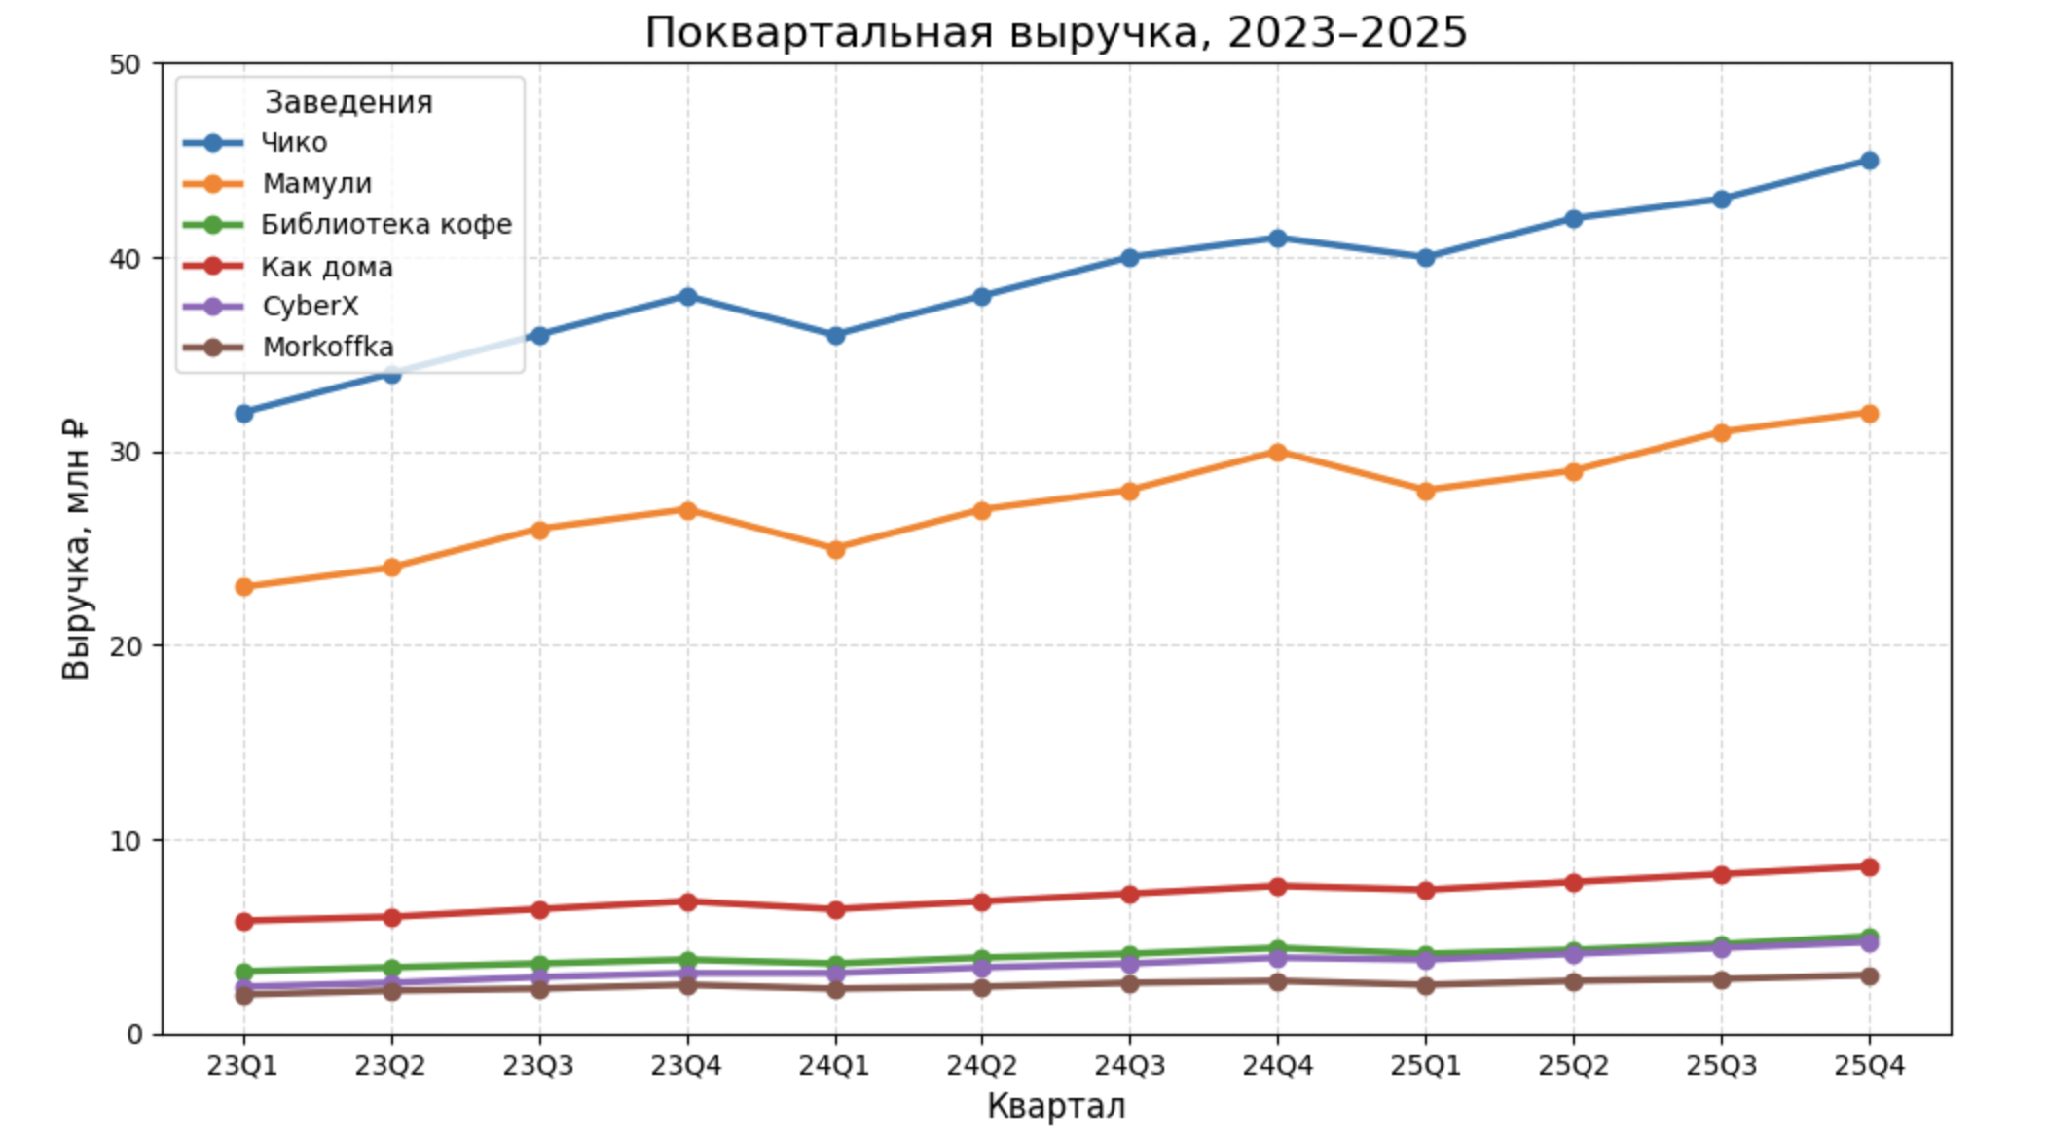 Поквартальная выручка, 2023–2025
Заведения
Чико
Мамули
Библиотека кофе
Как дома
CyberX
Morkoffka
Выручка, млн ₽
50
40
30
20
10
0
23Q1 23Q2 23Q3 23Q4 24Q1 24Q2 24Q3 24Q4 25Q1 25Q2 25Q3 25Q4
Квартал